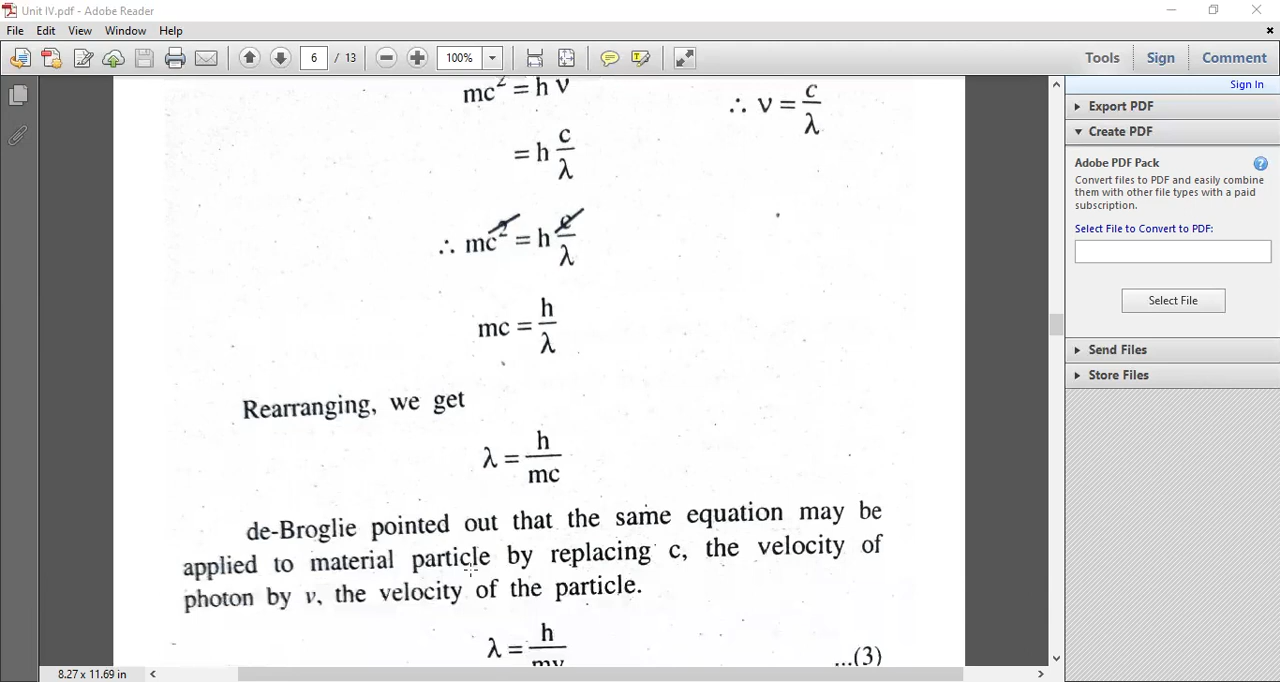 Unit IV.pdf - Adobe Reader
File Edit View Window Help
6 / 13 100% Tools Sign Comment
Sign In
Export PDF
Create PDF
Adobe PDF Pack
Convert files to PDF and easily combine
them with other file types with a paid
subscription.
Select File to Convert to PDF:
Select File
Send Files
Store Files
mc² = h ν
∴ ν = c/λ
= h c/λ
∴ mc² = h c/λ
mc = h/λ
Rearranging, we get
λ = h/mc
de-Broglie pointed out that the same equation may be
applied to material particle by replacing c, the velocity of
photon by v, the velocity of the particle.
λ = h/mv ...(3)
8.27 x 11.69 in